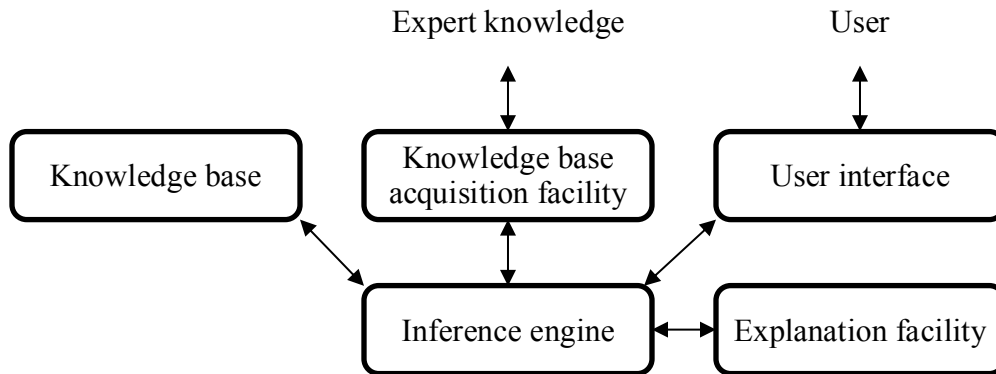 Expert knowledge
User
Knowledge base
Knowledge base
acquisition facility
User interface
Inference engine
Explanation facility